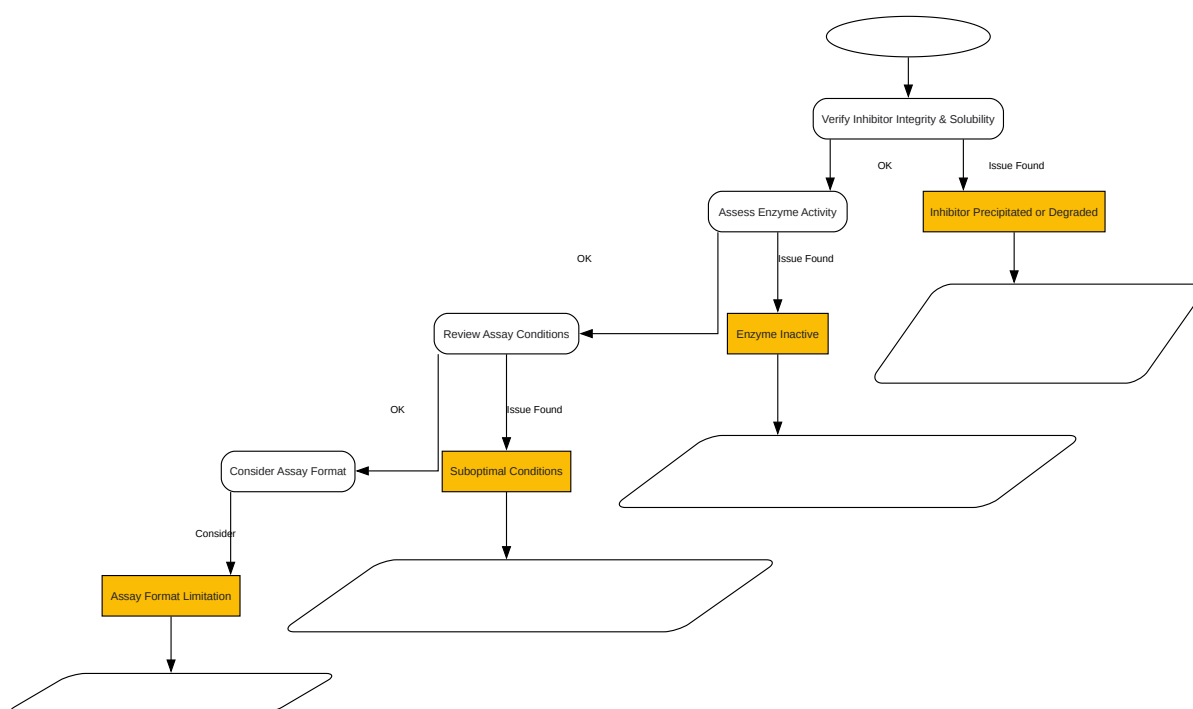 Verify Inhibitor Integrity & Solubility
OK
Issue Found
Assess Enzyme Activity
Inhibitor Precipitated or Degraded
OK
Issue Found
Review Assay Conditions
Enzyme Inactive
OK
Issue Found
Consider Assay Format
Suboptimal Conditions
Consider
Assay Format Limitation